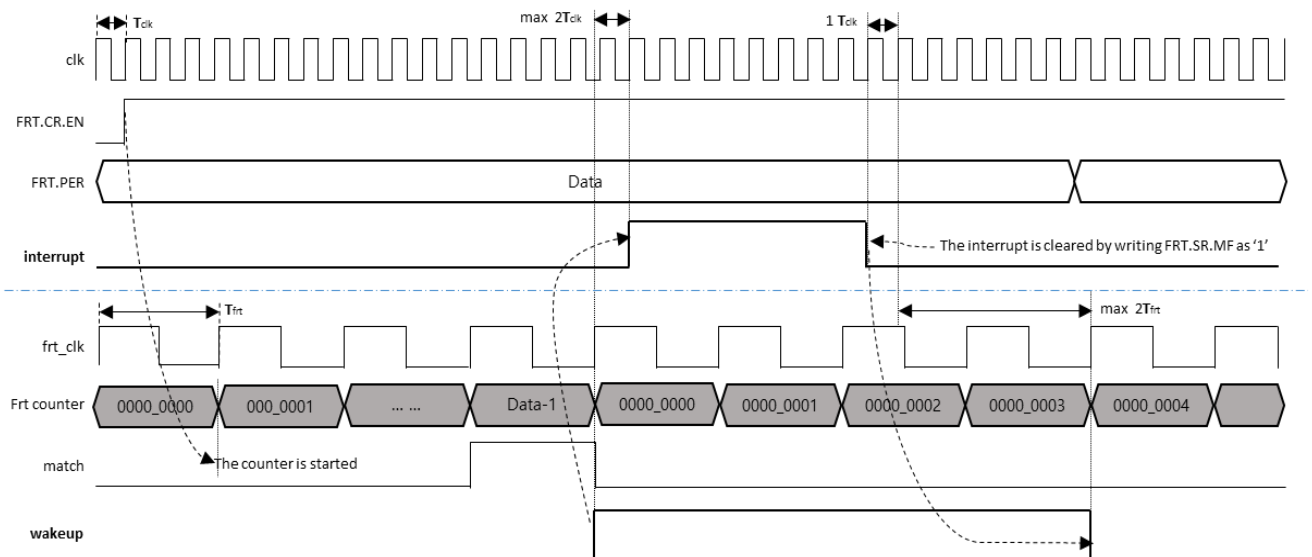 Tclk
max 2Tclk
1 Tclk
clk
FRT.CR.EN
FRT.PER
Data
interrupt
The interrupt is cleared by writing FRT.SR.MF as ‘1’
Tfrt
max 2Tfrt
frt_clk
Frt counter
0000_0000 000_0001 ... ... Data-1 0000_0000 0000_0001 0000_0002 0000_0003 0000_0004
match
The counter is started
wakeup